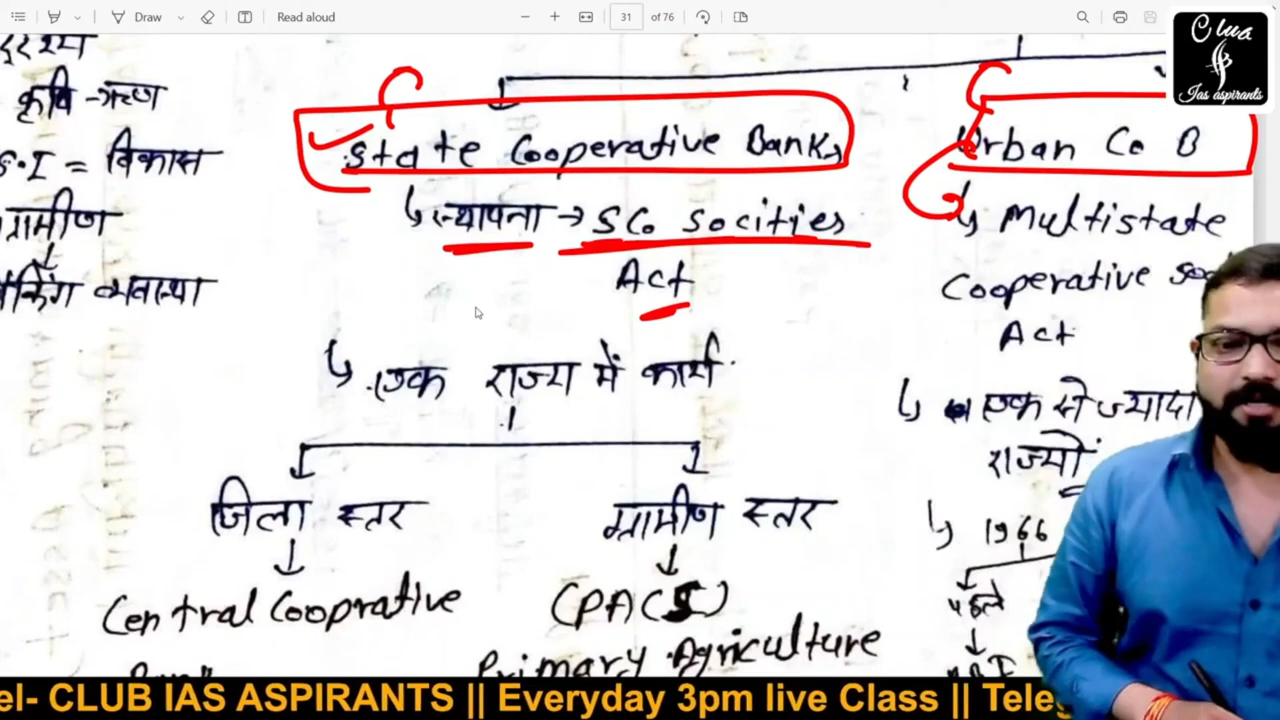 Draw
Read aloud
31 of 76
Club
Ias aspirants
कृषि - ऋण
= विकास
State Cooperative Bank
Urban Co B
स्थापना → SCo Socities
Act
Multistate
Cooperative
Act
एक राज्य में कार्य
एक से ज्यादा
राज्यों
जिला स्तर
ग्रामीण स्तर
1966
पहले
Central Cooprative
(PACS)
Primary Agriculture
CLUB IAS ASPIRANTS || Everyday 3pm live Class ||